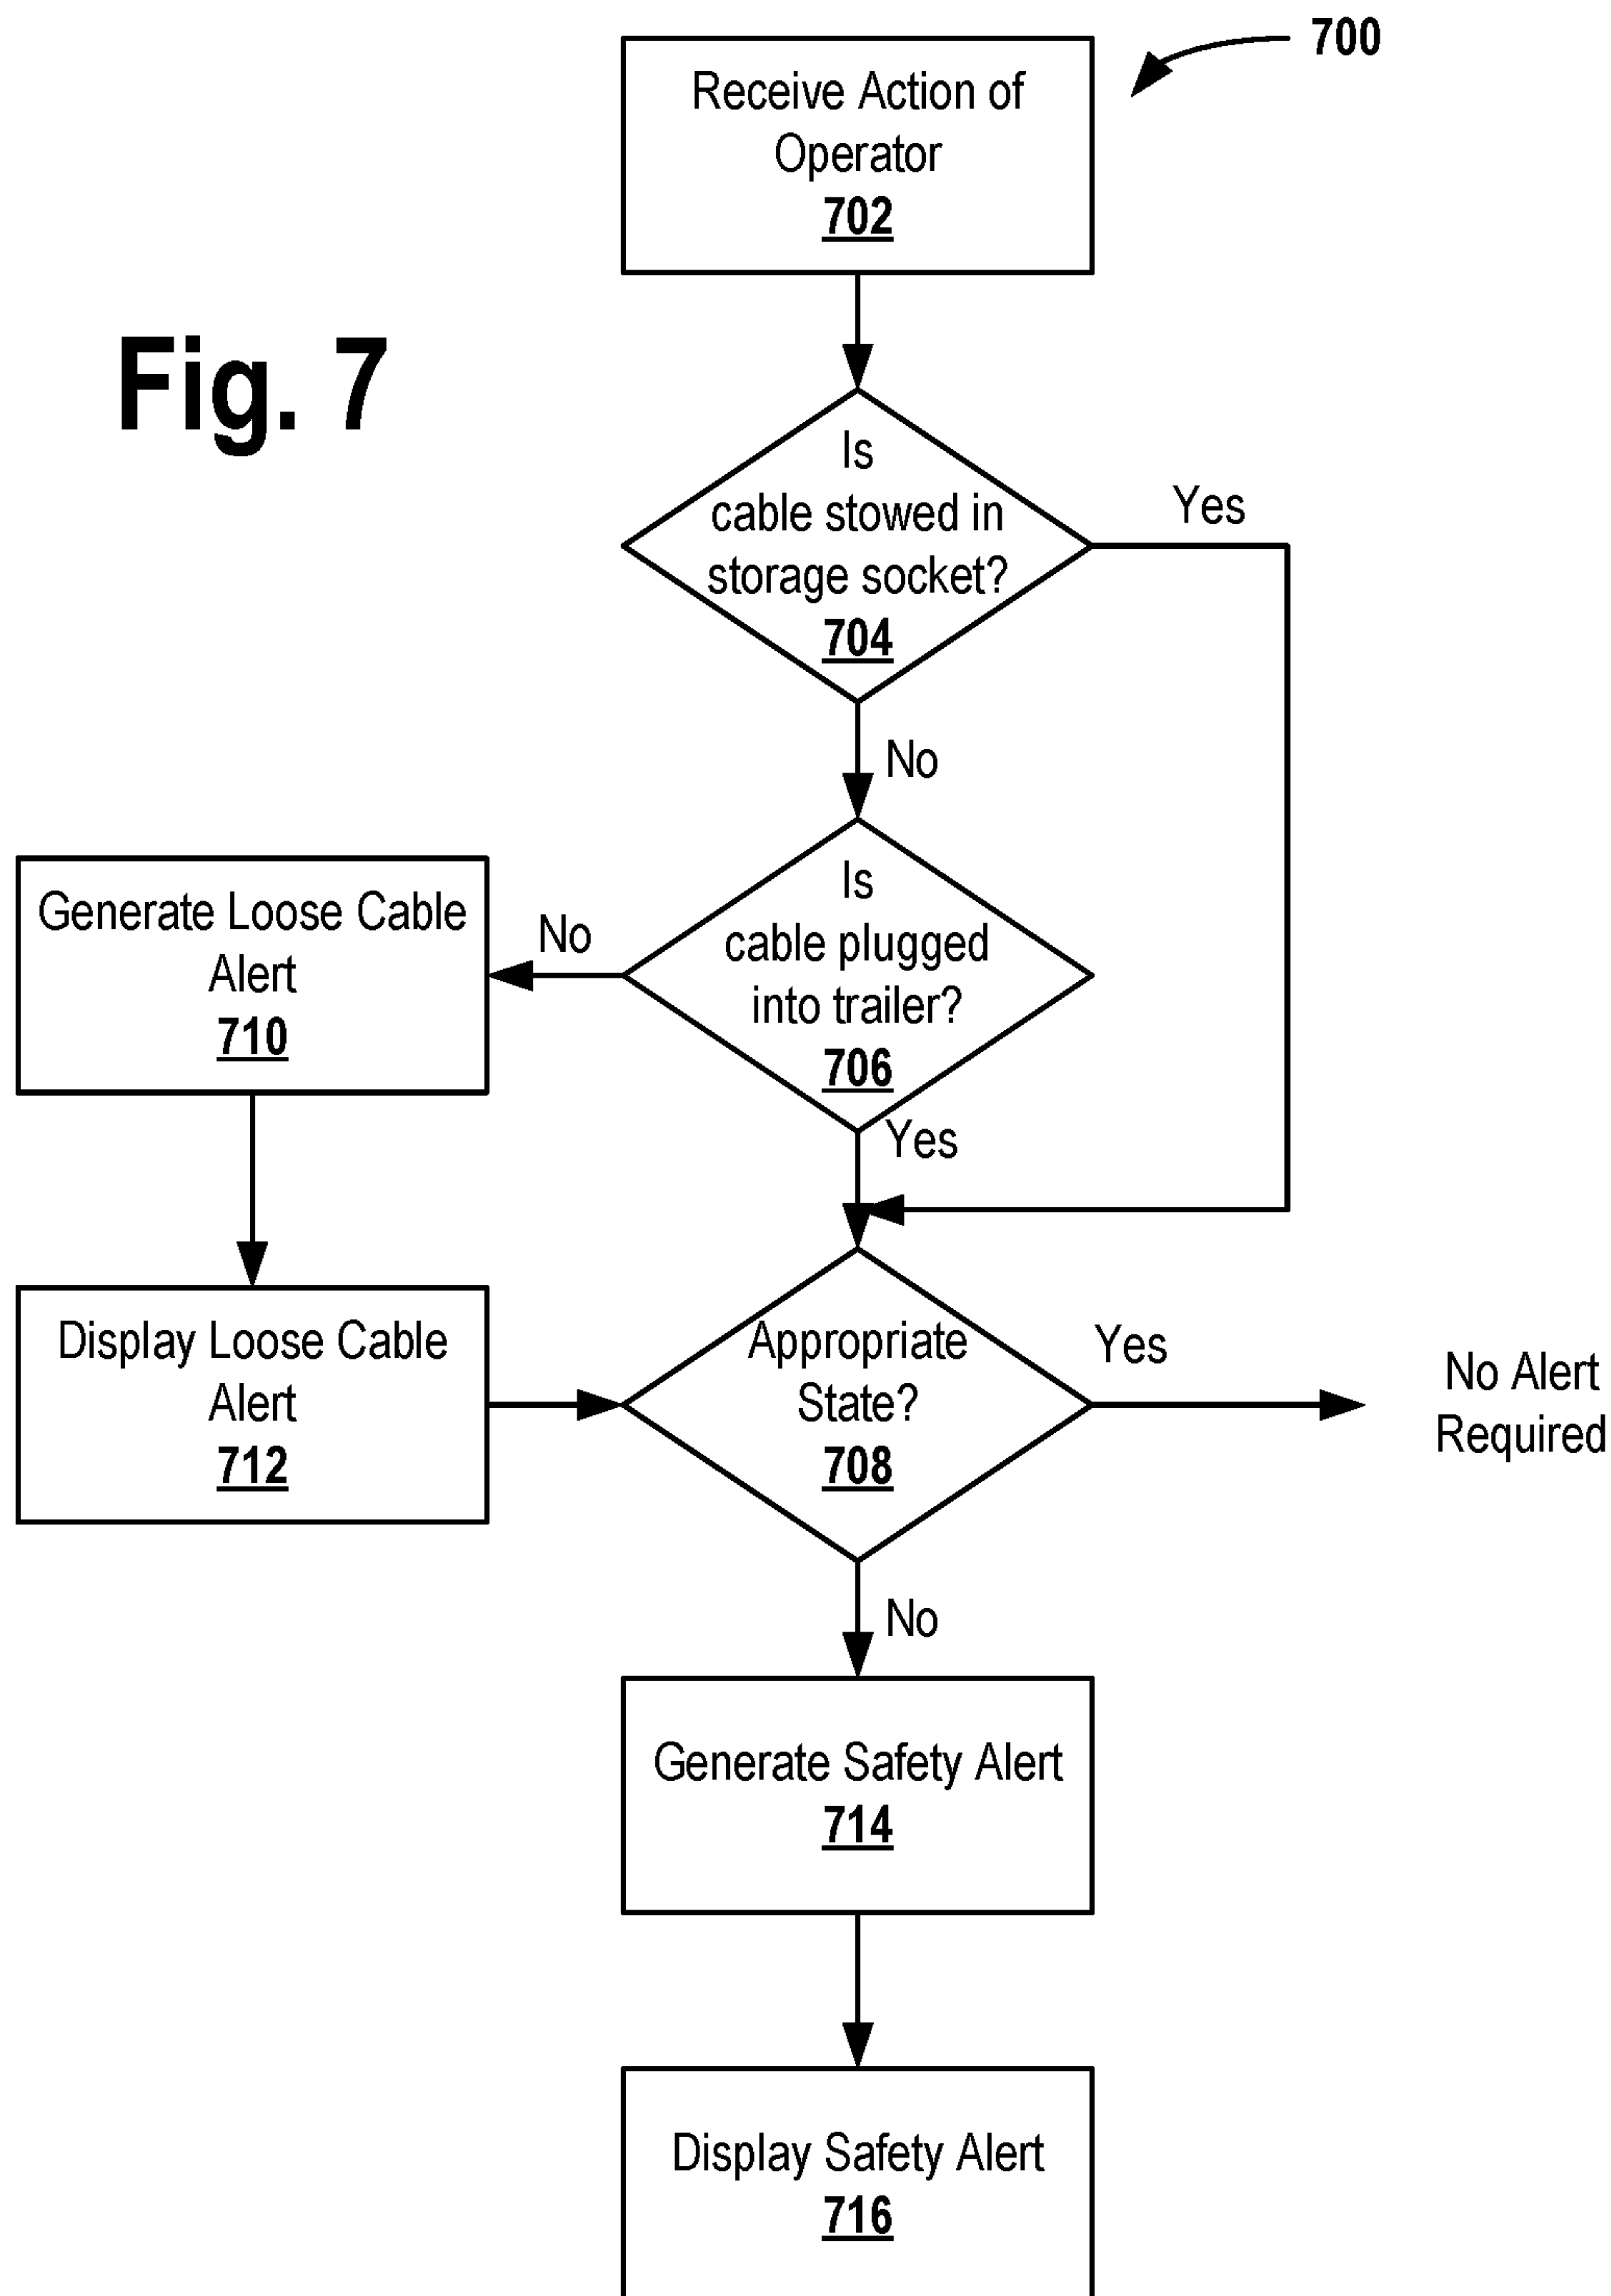 700
Receive Action of
Operator
702
Fig. 7
Is
cable stowed in
storage socket?
704
Yes
No
Is
cable plugged
into trailer?
706
No
Generate Loose Cable
Alert
710
Yes
Display Loose Cable
Alert
712
Appropriate
State?
708
Yes
No Alert
Required
No
Generate Safety Alert
714
Display Safety Alert
716